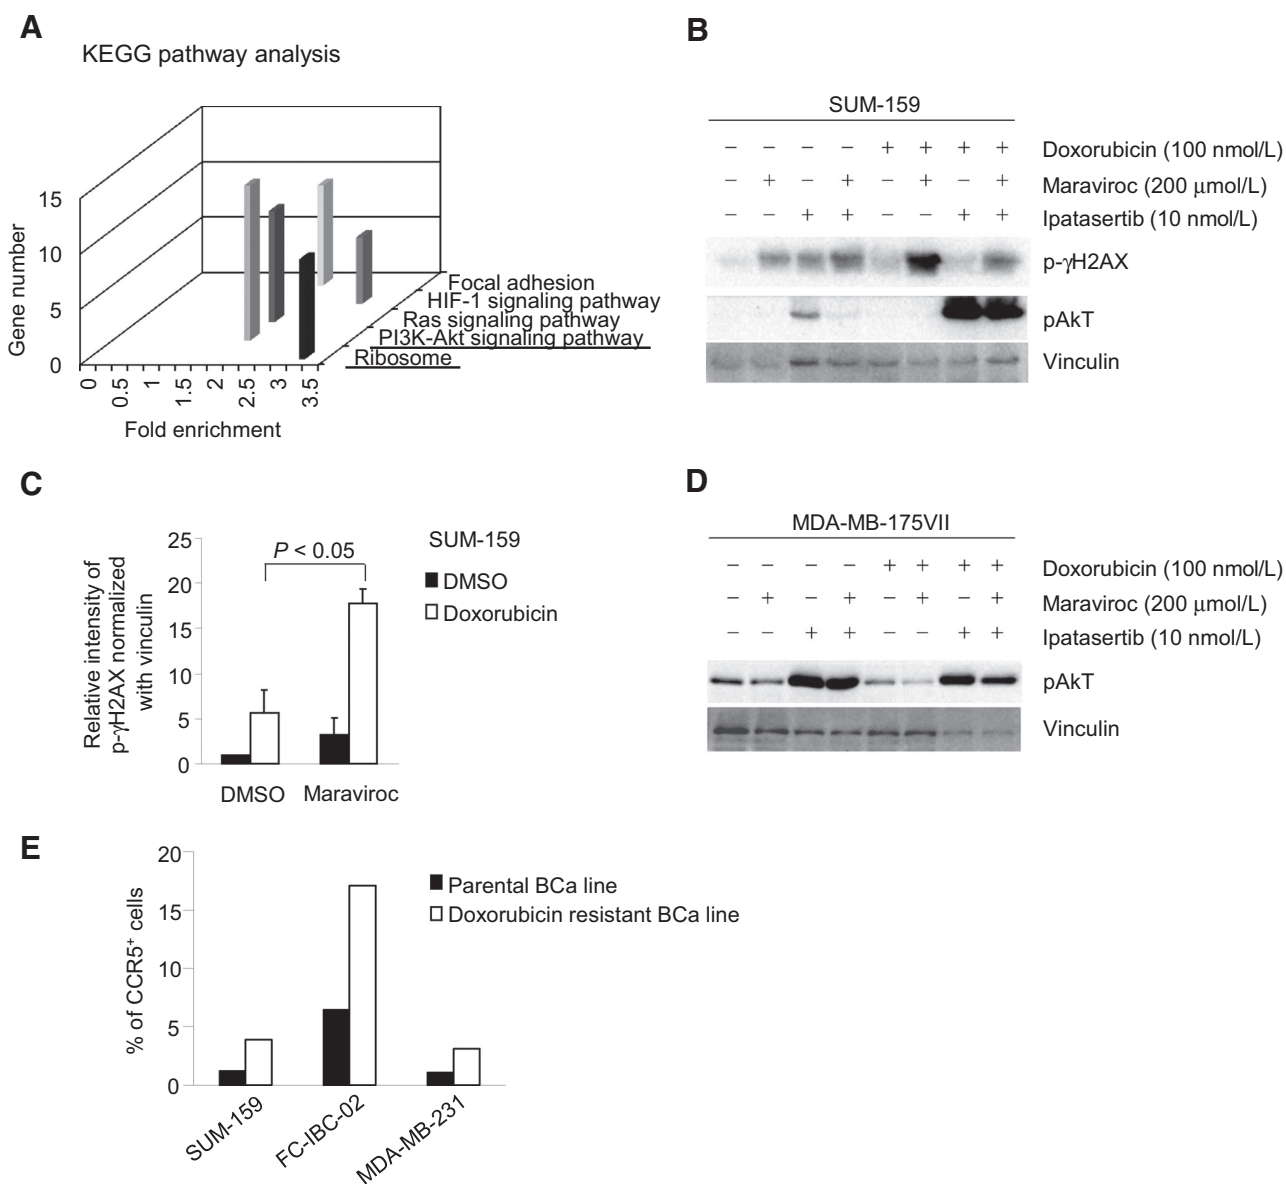 A
KEGG pathway analysis
Gene number
15
10
5
0
0 0.5 1 1.5 2 2.5 3 3.5
Fold enrichment
Focal adhesion
HIF-1 signaling pathway
Ras signaling pathway
PI3K-Akt signaling pathway
Ribosome
B
SUM-159
– – – – + + + + Doxorubicin (100 nmol/L)
– + – + – + – + Maraviroc (200 μmol/L)
– – + + – – + + Ipatasertib (10 nmol/L)
p-γH2AX
pAkT
Vinculin
C
Relative intensity of
p-γH2AX normalized
with vinculin
25
20
15
10
5
0
P < 0.05
DMSO Maraviroc
SUM-159
DMSO
Doxorubicin
D
MDA-MB-175VII
– – – – + + + + Doxorubicin (100 nmol/L)
– + – + – + – + Maraviroc (200 μmol/L)
– – + + – – + + Ipatasertib (10 nmol/L)
pAkT
Vinculin
E
% of CCR5+ cells
20
15
10
5
0
SUM-159 FC-IBC-02 MDA-MB-231
Parental BCa line
Doxorubicin resistant BCa line